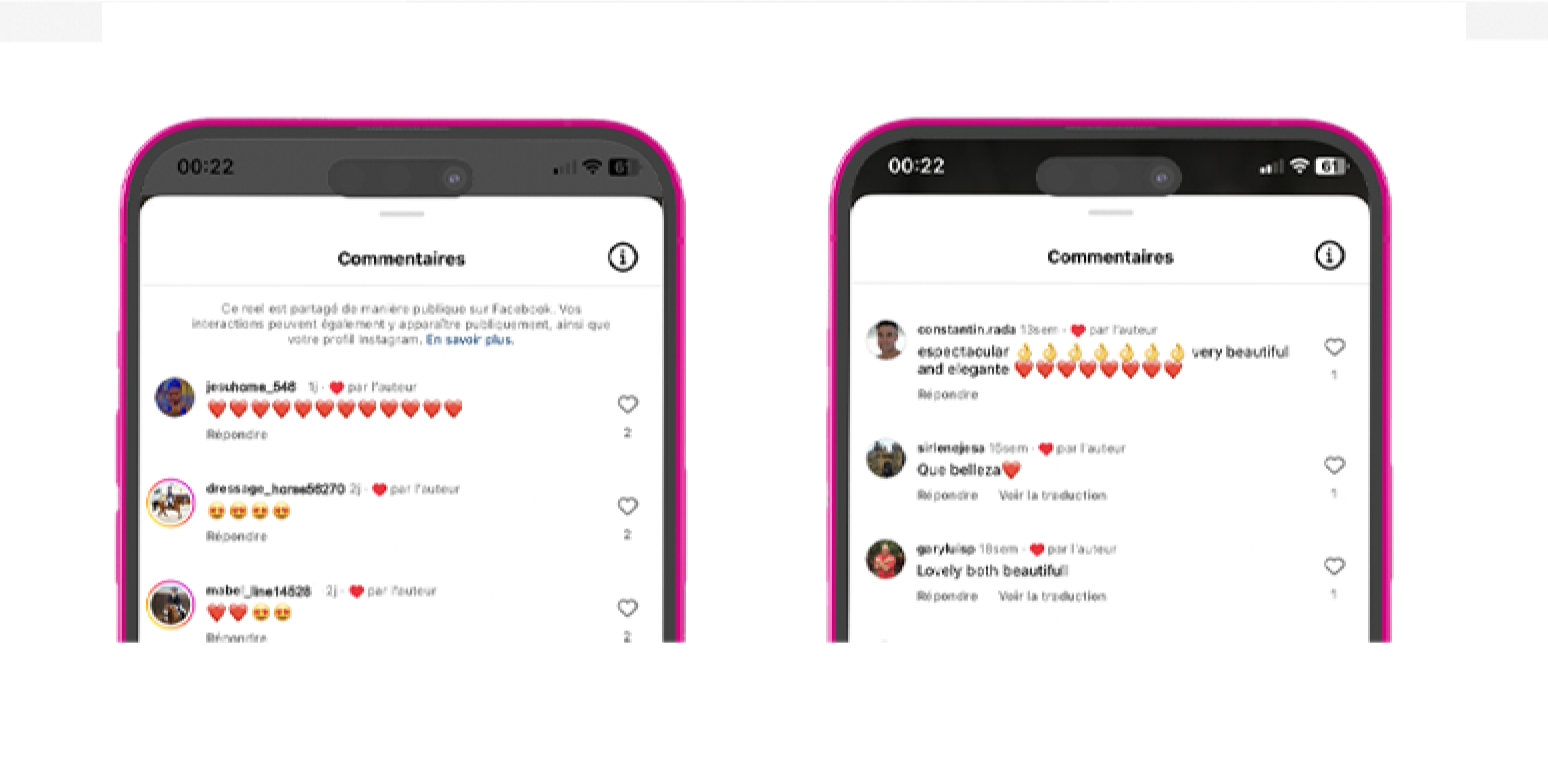 00:22
61
Commentaires
Ce reel est partagé de manière publique sur Facebook. Vos
interactions peuvent également y apparaître publiquement, ainsi que
votre profil Instagram. En savoir plus.
jesuhome_546 1j · ❤️ par l'auteur
❤️❤️❤️❤️❤️❤️❤️❤️❤️❤️❤️❤️
Répondre
2
dressage_horse56270 2j · ❤️ par l'auteur
😍😍😍😍
Répondre
2
mabel_line14528 2j · ❤️ par l'auteur
❤️❤️😍😍
Répondre
2
00:22
61
Commentaires
constantin.rada 13sem · ❤️ par l'auteur
espectacular 👌👌👌👌👌👌👌 very beautiful
and elegante ❤️❤️❤️❤️❤️❤️❤️❤️
1
Répondre
sirlenejesa 15sem · ❤️ par l'auteur
Que belleza❤️
Répondre Voir la traduction
1
garyluisp 18sem · ❤️ par l'auteur
Lovely both beautifull
Répondre Voir la traduction
1